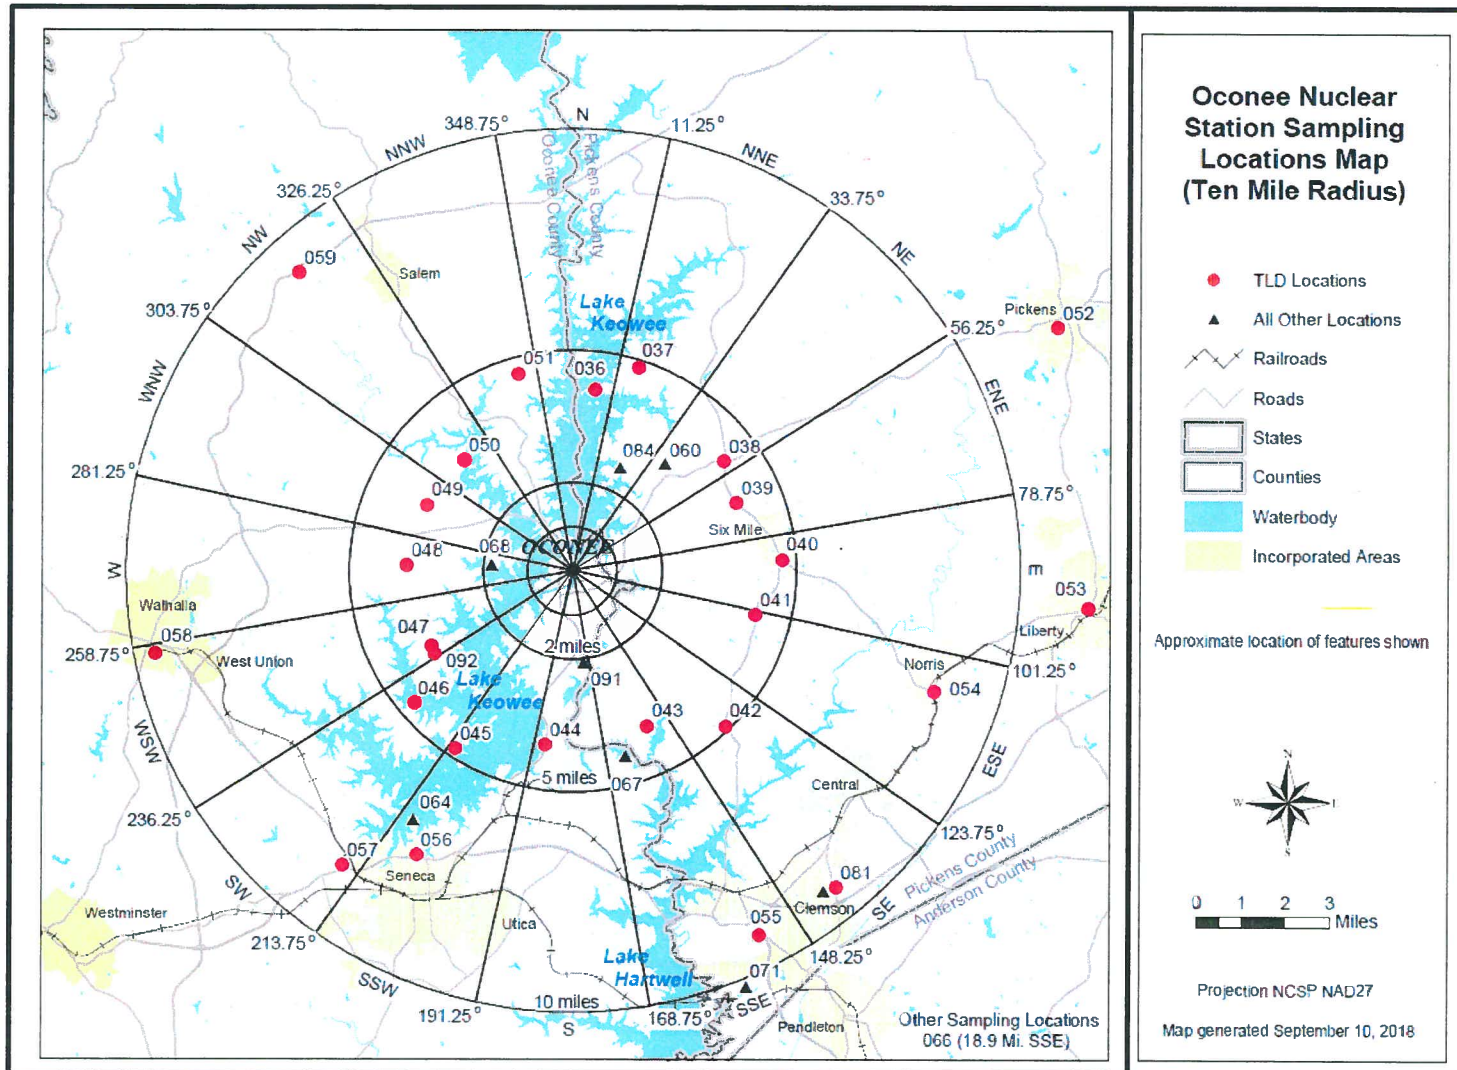 N
348.75°
11.25°
NNW
NNE
Oconee County
Pickens County
326.25°
33.75°
NW
NE
059
Salem
303.75°
Lake
Keowee
Pickens
052
56.25°
051
036
037
WNW
ENE
050
084
060
038
281.25°
049
039
78.75°
Six Mile
048
068
OCONEE
040
W
E
053
041
Walhalla
Liberty
058
047
2 miles
258.75°
West Union
092
Norris
101.25°
Lake
Keowee
091
054
046
043
042
045
044
WSW
ESE
5 miles
067
Central
064
236.25°
123.75°
057
056
081
Pickens County
Anderson County
Seneca
SW
Clemson
SE
Westminster
Utica
055
213.75°
148.25°
Lake
Hartwell
071
SSW
10 miles
SSE
191.25°
S
168.75°
Pendleton
Other Sampling Locations
066 (18.9 Mi. SSE)
Oconee Nuclear
Station Sampling
Locations Map
(Ten Mile Radius)
TLD Locations
All Other Locations
Railroads
Roads
States
Counties
Waterbody
Incorporated Areas
Approximate location of features shown
N
W
E
S
0 1 2 3
Miles
Projection NCSP NAD27
Map generated September 10, 2018